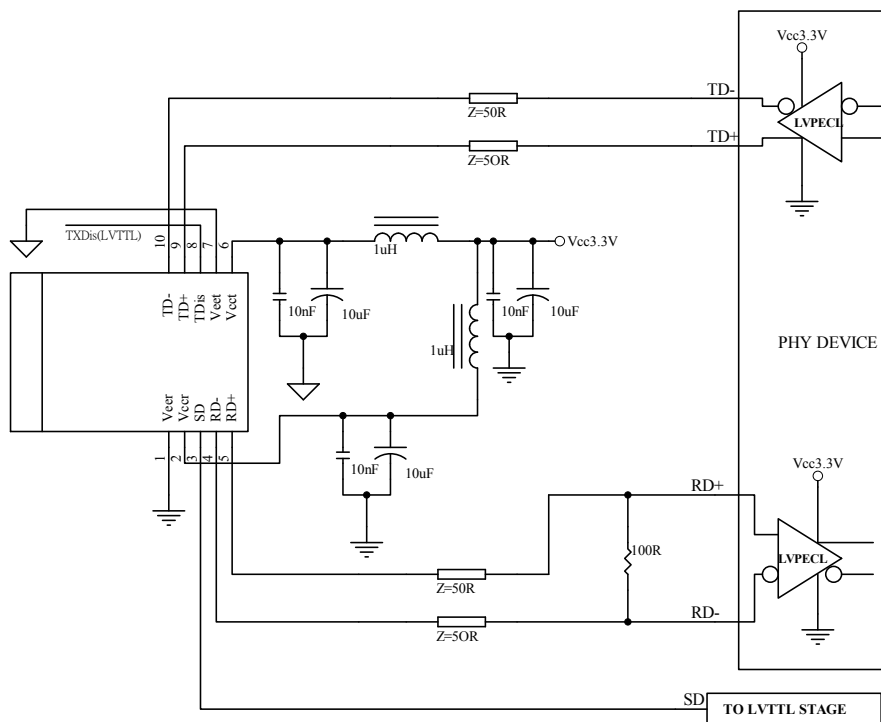 Vcc3.3V
TD-
LVPECL
Z=50R
TD+
Z=5OR
TXDis(LVTTL)
10
9
8
7
6
Vcc3.3V
1uH
TD-
TD+
TDis
Veet
Vcct
10nF
10uF
10nF
10uF
1uH
PHY DEVICE
Veer
Vccr
SD
RD-
RD+
1
2
3
4
5
10nF
10uF
Vcc3.3V
RD+
100R
LVPECL
Z=50R
RD-
Z=5OR
SD
TO LVTTL STAGE